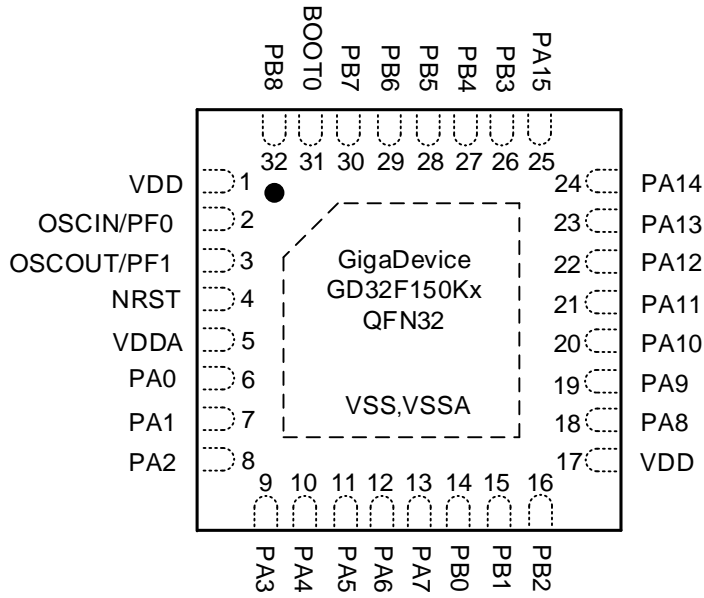 PB8
BOOT0
PB7
PB6
PB5
PB4
PB3
PA15
32
31
30
29
28
27
26
25
VDD
1
OSCIN/PF0
2
OSCOUT/PF1
3
NRST
4
VDDA
5
PA0
6
PA1
7
PA2
8
GigaDevice
GD32F150Kx
QFN32
VSS,VSSA
24
PA14
23
PA13
22
PA12
21
PA11
20
PA10
19
PA9
18
PA8
17
VDD
9
10
11
12
13
14
15
16
PA3
PA4
PA5
PA6
PA7
PB0
PB1
PB2